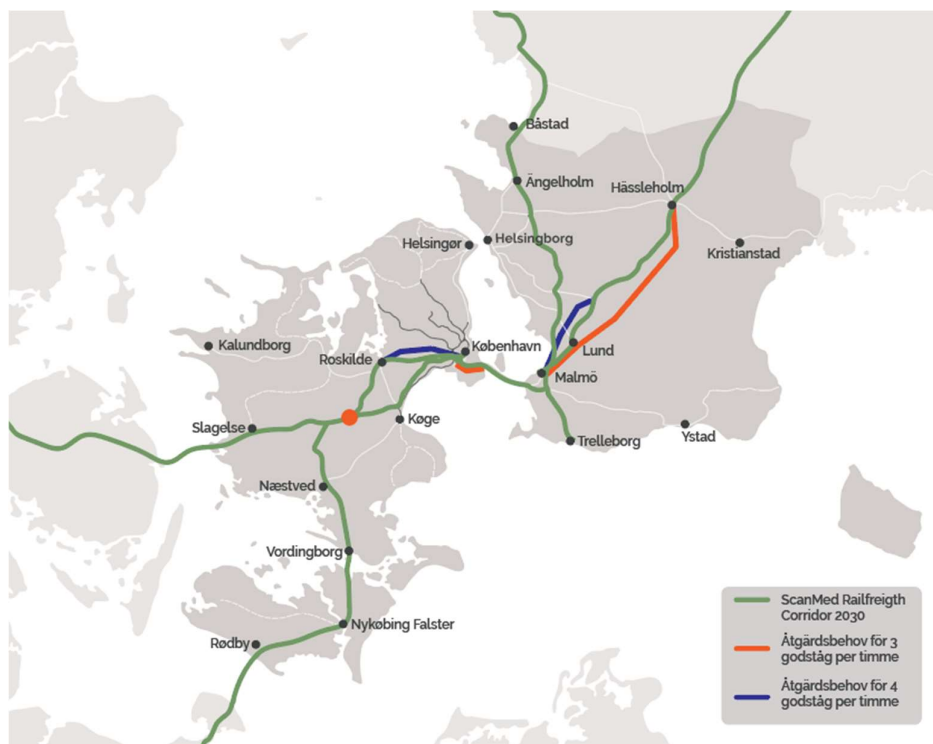 Båstad
Ängelholm
Hässleholm
Helsingør
Helsingborg
Kristianstad
København
Kalundborg
Roskilde
Lund
Malmö
Slagelse
Køge
Trelleborg
Ystad
Næstved
Vordingborg
Nykøbing Falster
Rødby
ScanMed Railfreigth
Corridor 2030
Åtgärdsbehov för 3
godståg per timme
Åtgärdsbehov för 4
godståg per timme